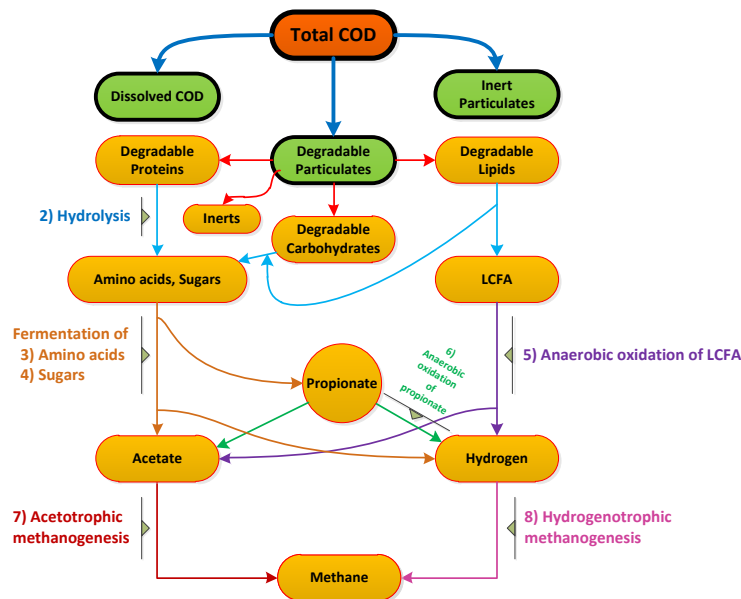 Total COD
Dissolved COD
Inert
Particulates
Degradable
Proteins
Degradable
Particulates
Degradable
Lipids
2) Hydrolysis
Inerts
Degradable
Carbohydrates
Amino acids, Sugars
LCFA
Fermentation of
3) Amino acids
4) Sugars
Propionate
6)
Anaerobic
oxidation
of
propionate
5) Anaerobic oxidation of LCFA
Acetate
Hydrogen
7) Acetotrophic
methanogenesis
8) Hydrogenotrophic
methanogenesis
Methane